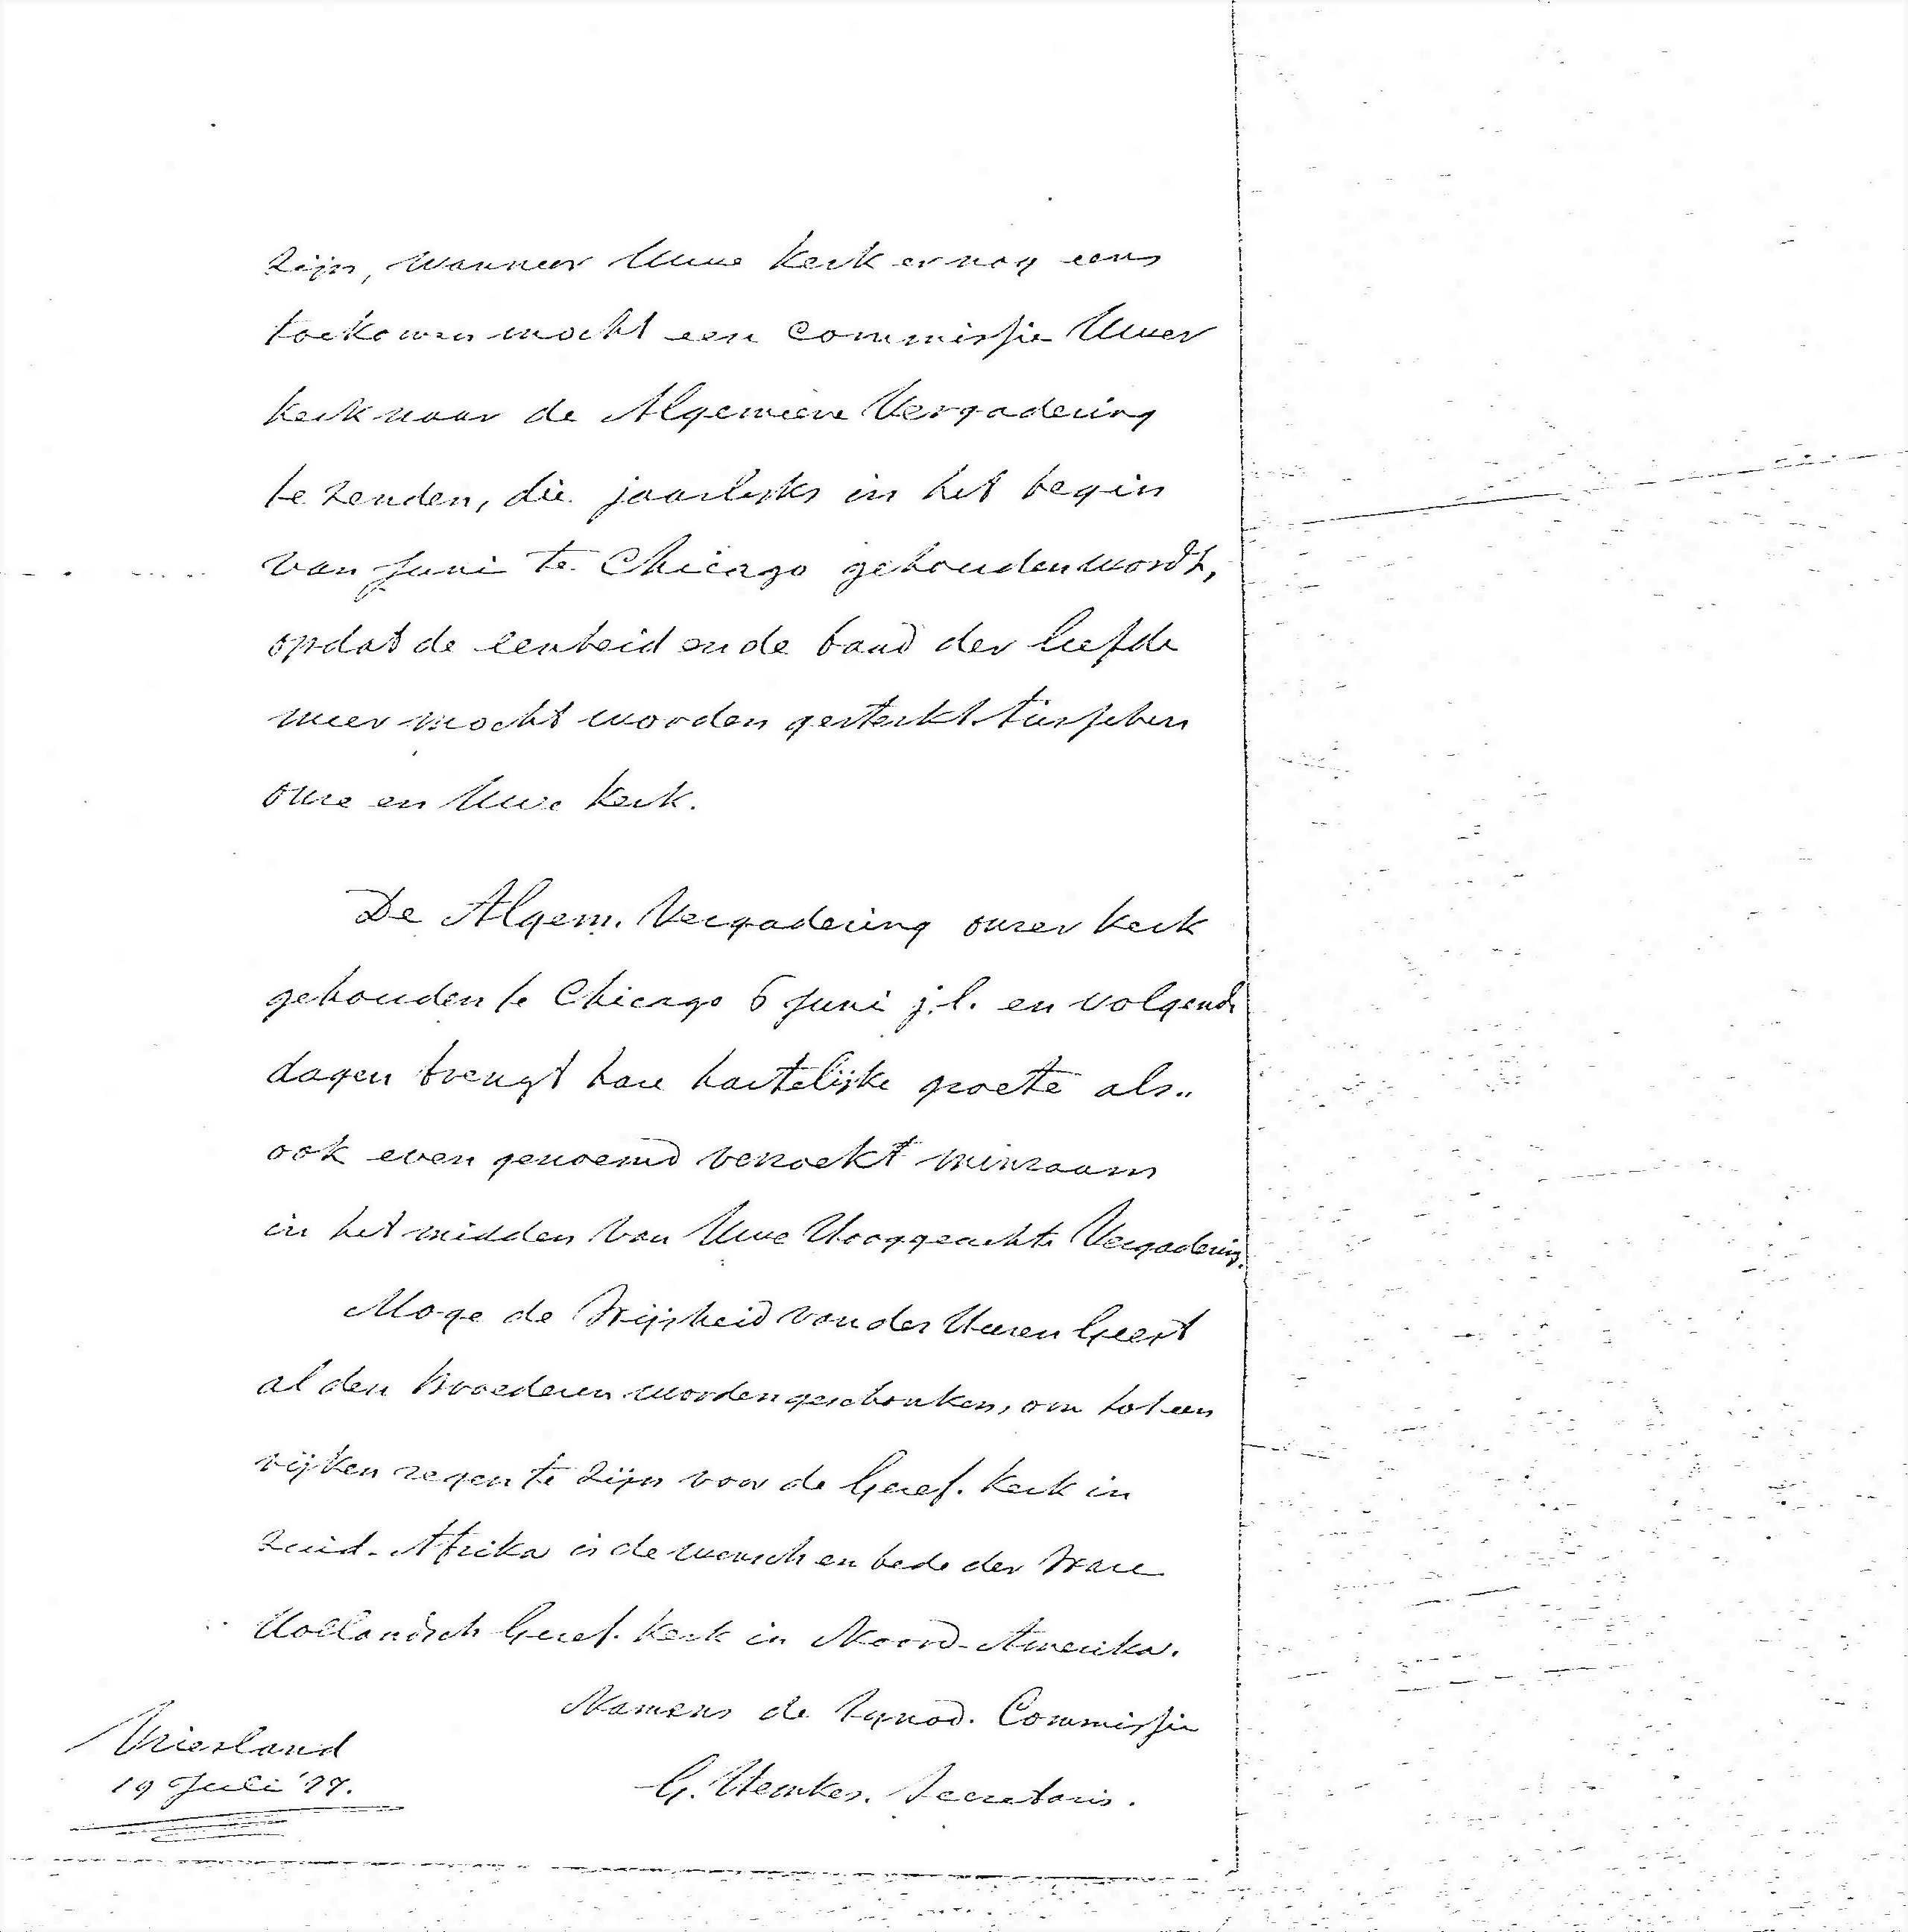 zijn, wanneer Uwe Kerk er nog eens
toekomen mocht een Commissie Uwer
Kerk naar de Algemeene Vergadering
te zenden, die jaarlijks in het begin
van Juni te Chicago gehouden wordt,
opdat de eenheid en de band der liefde
meer mocht worden gesterkt tusschen
onze en Uwe Kerk.
De Algem. Vergadering onzer Kerk
gehouden te Chicago 6 Juni j.l. en volgende
dagen brengt hare hartelijke groete als..
ook even genoemd verzoekt minzaam
in het midden van Uwe Hooggeachte Vergadering.
Moge de Wijsheid van des Heeren Geest
al den Broederen worden geschonken, om tot een
rijken zegen te zijn voor de Geref. Kerk in
Zuid-Afrika is de wensch en bede der Ware
Hollandsch Geref. Kerk in Noord-Amerika.
Namens de Synod. Commissie
Vriesland
19 Juli '77.
G. Hemkes. Secretaris.